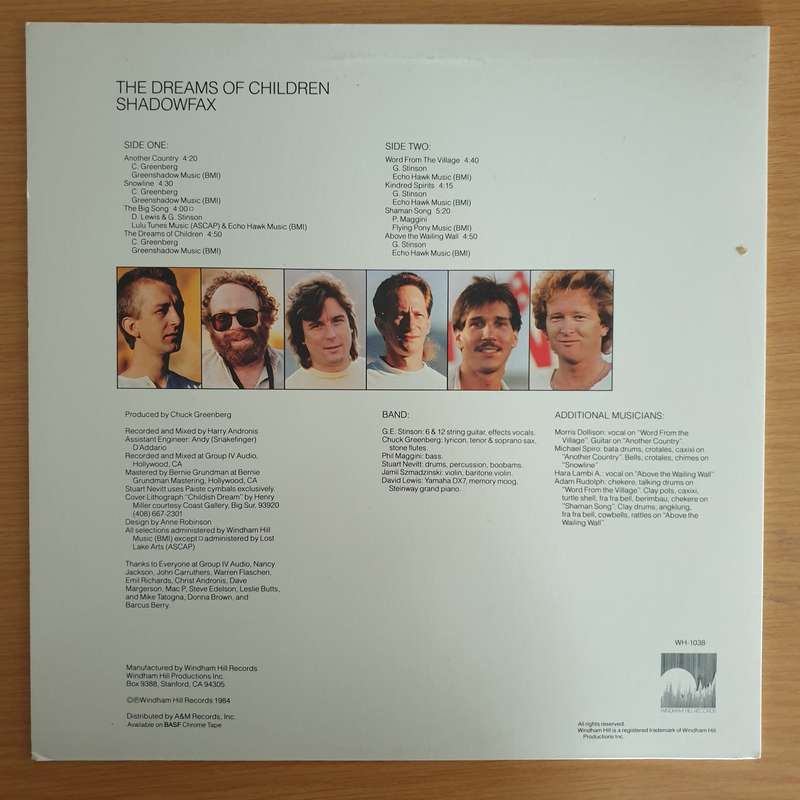 THE DREAMS OF CHILDREN
SHADOWFAX
SIDE ONE:
Another Country 4:20
C. Greenberg
Greenshadow Music (BMI)
Snowline 4:30
C. Greenberg
Greenshadow Music (BMI)
The Big Song 4:00□
D. Lewis & G. Stinson
Lulu Tunes Music (ASCAP) & Echo Hawk Music (BMI)
The Dreams of Children 4:50
C. Greenberg
Greenshadow Music (BMI)
SIDE TWO:
Word From The Village 4:40
G. Stinson
Echo Hawk Music (BMI)
Kindred Spirits 4:15
G. Stinson
Echo Hawk Music (BMI)
Shaman Song 5:20
P. Maggini
Flying Pony Music (BMI)
Above the Wailing Wall 4:50
G. Stinson
Echo Hawk Music (BMI)
Produced by Chuck Greenberg
Recorded and Mixed by Harry Andronis
Assistant Engineer: Andy (Snakefinger)
D'Addario
Recorded and Mixed at Group IV Audio,
Hollywood, CA
Mastered by Bernie Grundman at Bernie
Grundman Mastering, Hollywood, CA
Stuart Nevitt uses Paiste cymbals exclusively.
Cover Lithograph "Childish Dream" by Henry
Miller courtesy Coast Gallery, Big Sur, 93920
(408) 667-2301
Design by Anne Robinson
All selections administered by Windham Hill
Music (BMI) except □ administered by Lost
Lake Arts (ASCAP)
Thanks to Everyone at Group IV Audio, Nancy
Jackson, John Carruthers, Warren Flaschen,
Emil Richards, Christ Andronis, Dave
Margerson, Mac P, Steve Edelson, Leslie Butts,
and Mike Tatogna, Donna Brown, and
Barcus Berry.
Manufactured by Windham Hill Records
Windham Hill Productions Inc.
Box 9388, Stanford, CA 94305
©℗Windham Hill Records 1984
Distributed by A&M Records, Inc.
Available on BASF Chrome Tape
BAND:
G.E. Stinson: 6 & 12 string guitar, effects vocals.
Chuck Greenberg: lyricon, tenor & soprano sax,
stone flutes.
Phil Maggini: bass.
Stuart Nevitt: drums, percussion, boobams.
Jamii Szmadzinski: violin, baritone violin.
David Lewis: Yamaha DX7, memory moog,
Steinway grand piano.
ADDITIONAL MUSICIANS:
Morris Dollison: vocal on "Word From the
Village". Guitar on "Another Country".
Michael Spiro: bata drums, crotales, caxixi on
"Another Country". Bells, crotales, chimes on
"Snowline"
Hara Lambi A.: vocal on "Above the Wailing Wall"
Adam Rudolph: chekere, talking drums on
"Word From the Village". Clay pots, caxixi,
turtle shell, fra fra bell, berimbau, chekere on
"Shaman Song". Clay drums, angklung,
fra fra bell, cowbells, rattles on "Above the
Wailing Wall".
WH-1038
WINDHAM HILL RECORDS
All rights reserved.
Windham Hill is a registered trademark of Windham Hill
Productions Inc.